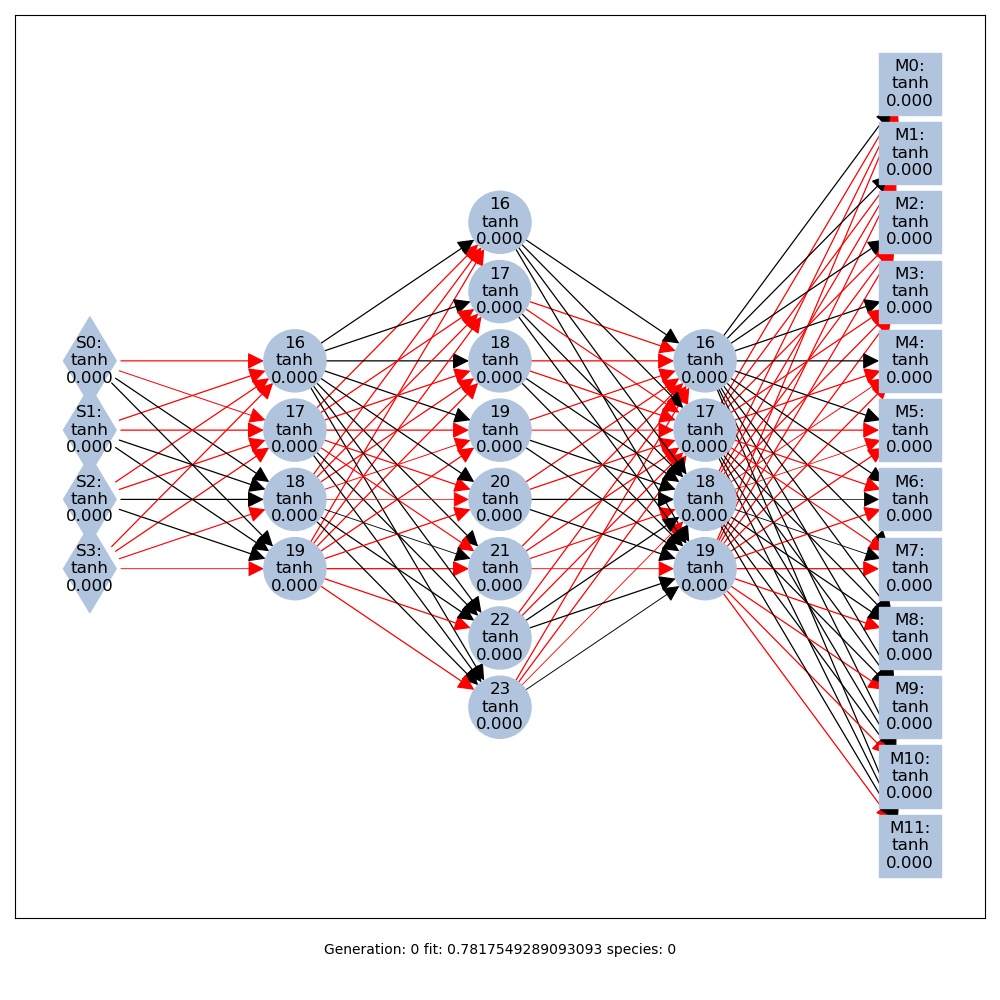 S0:
tanh
0.000
S1:
tanh
0.000
S2:
tanh
0.000
S3:
tanh
0.000
16
tanh
0.000
17
tanh
0.000
18
tanh
0.000
19
tanh
0.000
16
tanh
0.000
17
tanh
0.000
18
tanh
0.000
19
tanh
0.000
20
tanh
0.000
21
tanh
0.000
22
tanh
0.000
23
tanh
0.000
16
tanh
0.000
17
tanh
0.000
18
tanh
0.000
19
tanh
0.000
M0:
tanh
0.000
M1:
tanh
0.000
M2:
tanh
0.000
M3:
tanh
0.000
M4:
tanh
0.000
M5:
tanh
0.000
M6:
tanh
0.000
M7:
tanh
0.000
M8:
tanh
0.000
M9:
tanh
0.000
M10:
tanh
0.000
M11:
tanh
0.000
Generation: 0 fit: 0.7817549289093093 species: 0